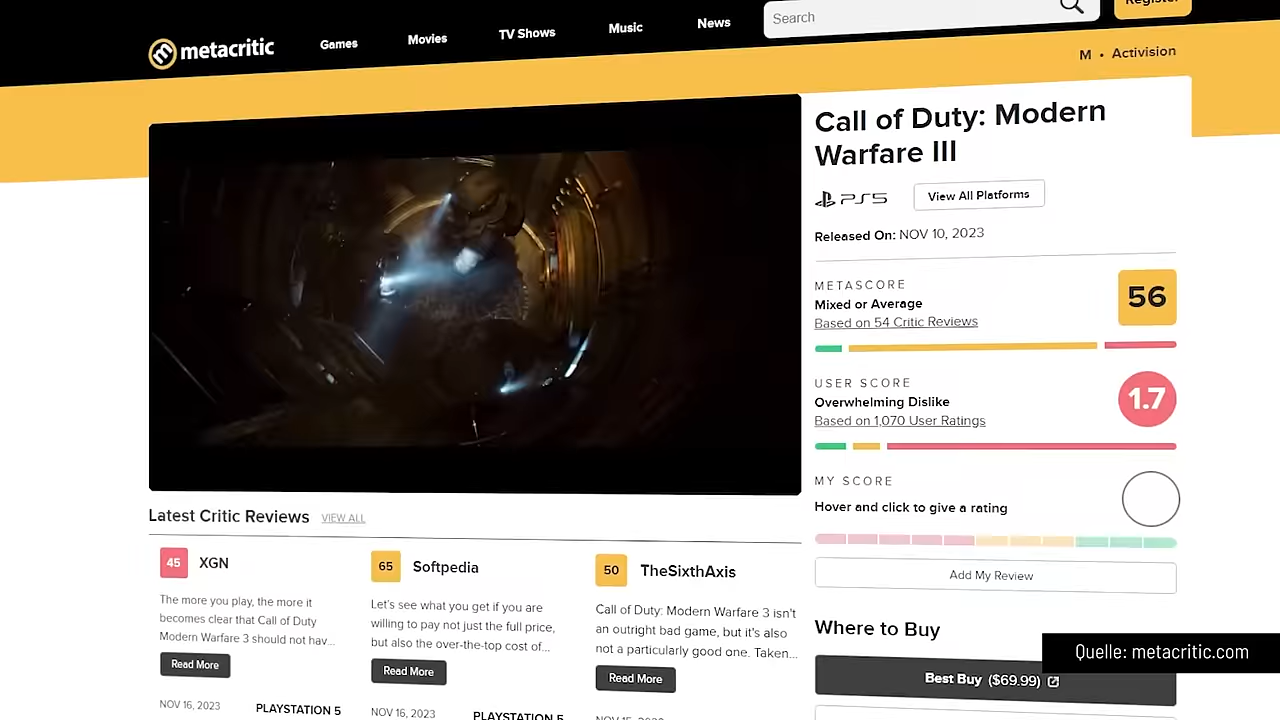 metacritic
Games
Movies
TV Shows
Music
News
Search
Register
M • Activision
Call of Duty: Modern
Warfare III
PS5
View All Platforms
Released On: NOV 10, 2023
METASCORE
Mixed or Average
Based on 54 Critic Reviews
56
USER SCORE
Overwhelming Dislike
Based on 1,070 User Ratings
1.7
MY SCORE
Hover and click to give a rating
Add My Review
Latest Critic Reviews
VIEW ALL
45 XGN
The more you play, the more it
becomes clear that Call of Duty
Modern Warfare 3 should not hav...
Read More
NOV 16, 2023 PLAYSTATION 5
65 Softpedia
Let's see what you get if you are
willing to pay not just the full price,
but also the over-the-top cost of...
Read More
NOV 16, 2023 PLAYSTATION 5
50 TheSixthAxis
Call of Duty: Modern Warfare 3 isn't
an outright bad game, but it's also
not a particularly good one. Taken...
Read More
Where to Buy
Best Buy ($69.99)
Quelle: metacritic.com